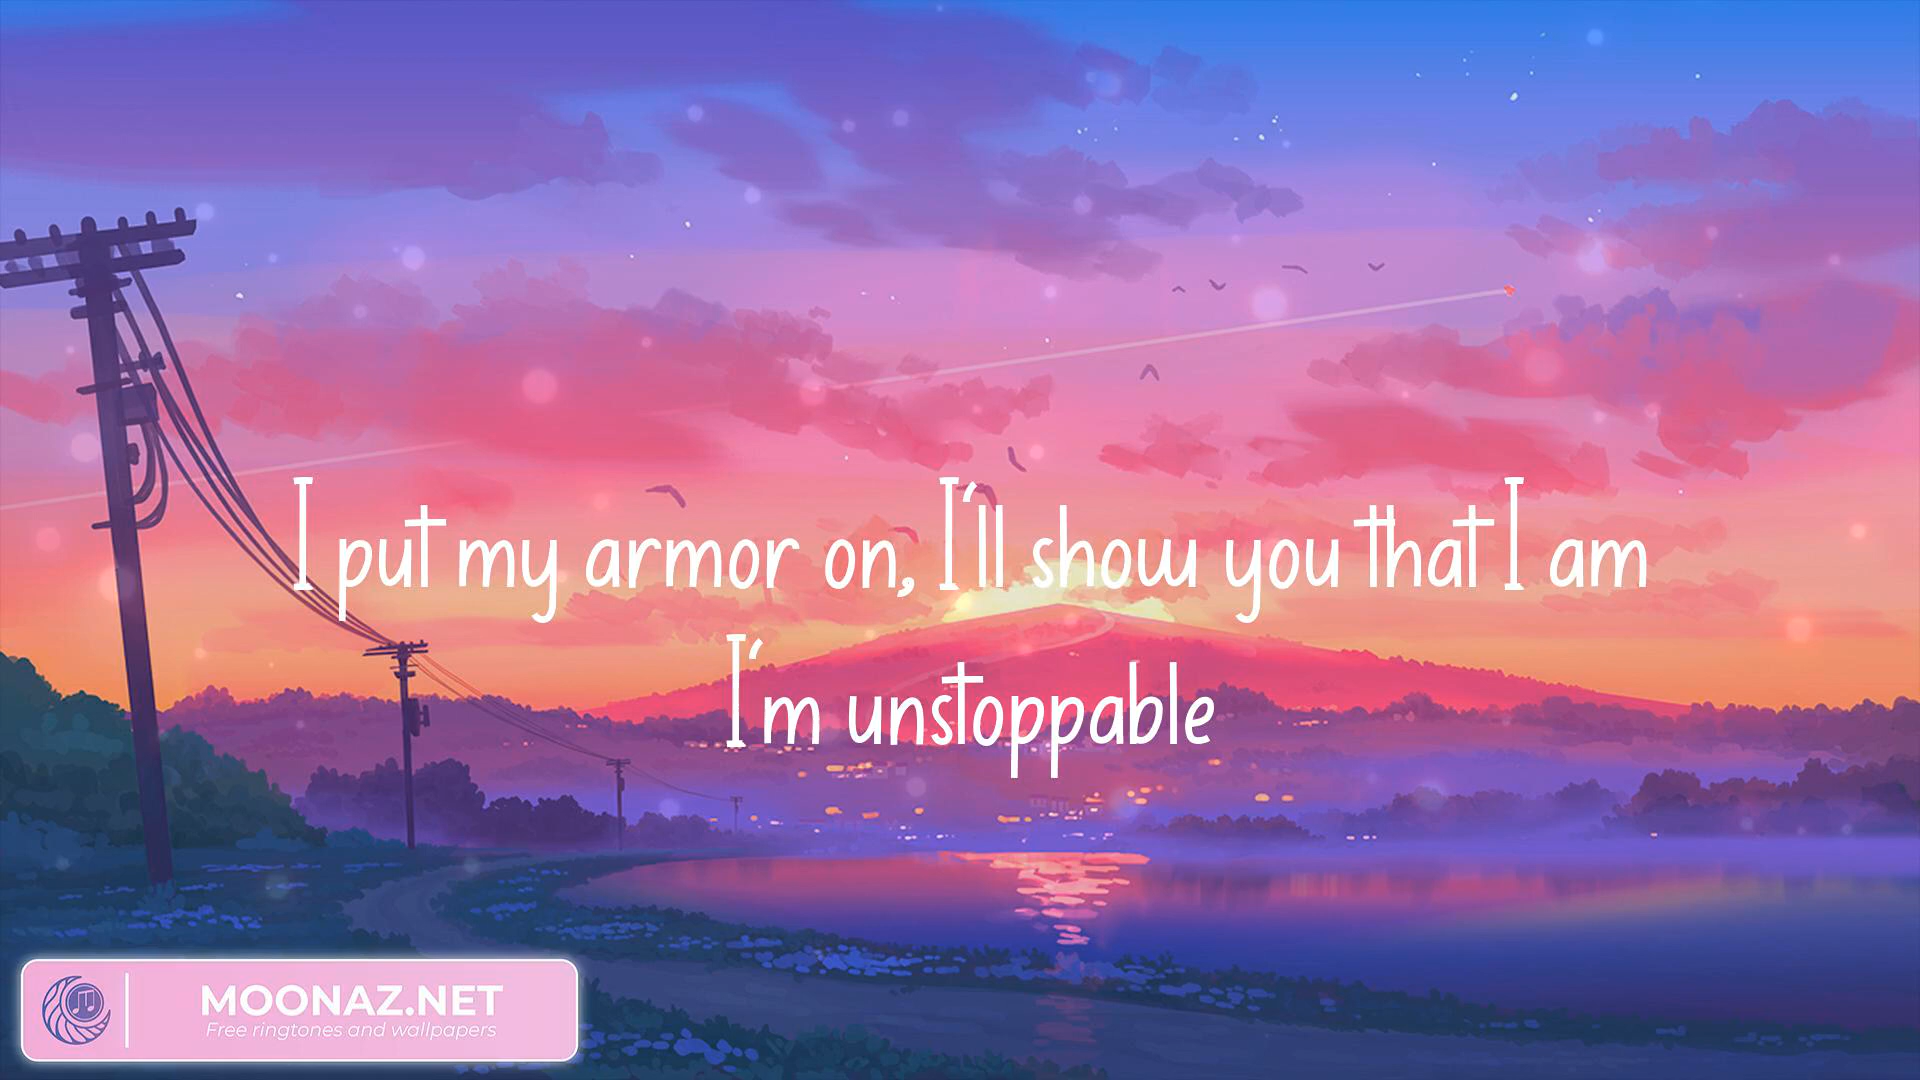 I put my armor on, I'll show you that I am
I'm unstoppable
MOONAZ.NET
Free ringtones and wallpapers